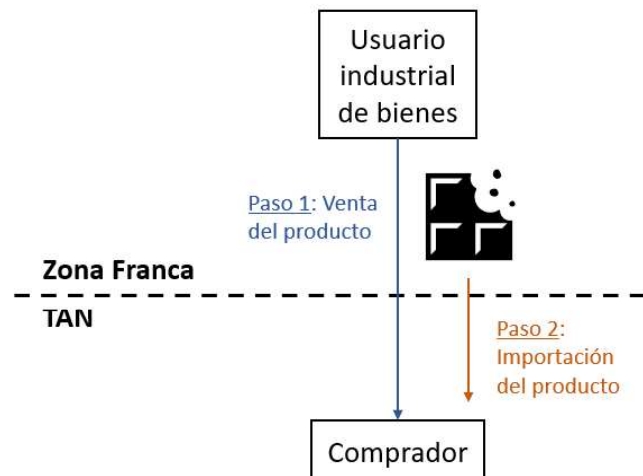 Usuario
industrial
de bienes
Paso 1: Venta
del producto
Zona Franca
TAN
Paso 2:
Importación
del producto
Comprador